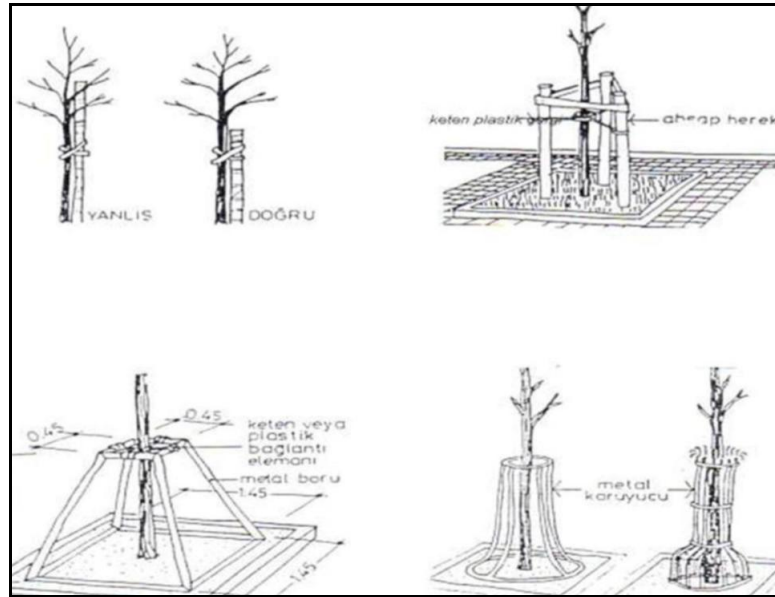 YANLIŞ
DOĞRU
keten plastik
ahşap herek
0.45
0.45
keten veya
plastik
bağlantı
elemanı
metal boru
1.45
1.45
metal
koruyucu